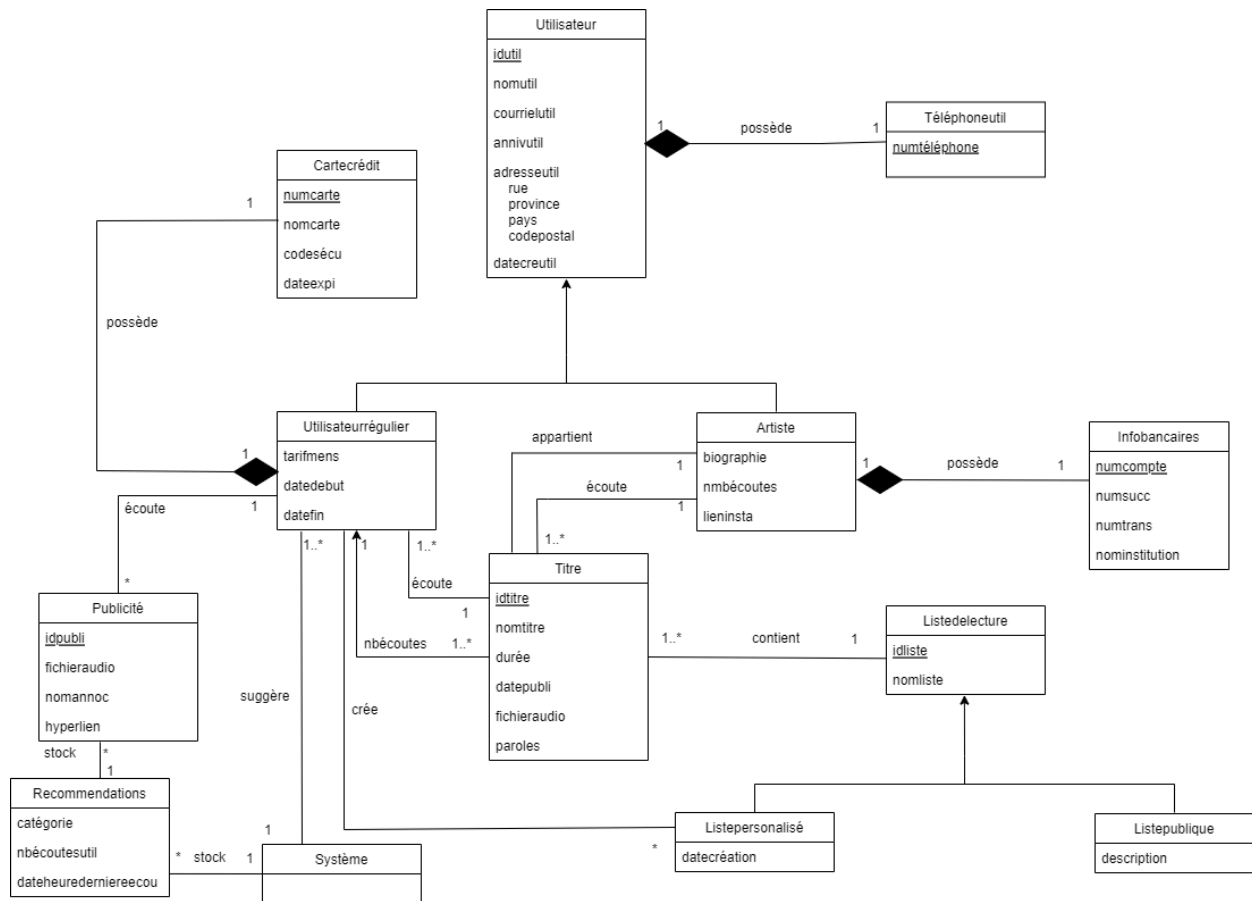 Utilisateur
idutil
nomutil
courrielutil
annivutil
adresseutil
rue
province
pays
codepostal
datecreutil
1
possède
1
Téléphoneutil
numtéléphone
Cartecrédit
numcarte
nomcarte
codesécu
dateexpi
1
possède
1
Utilisateurrégulier
tarifmens
datedebut
datefin
Artiste
biographie
nmbécoutes
lieninsta
appartient
1
écoute
1
1..*
1
possède
1
Infobancaires
numcompte
numsucc
numtrans
nominstitution
écoute
1
*
1..*
1
1..*
écoute
1
nbécoutes
1..*
Titre
idtitre
nomtitre
durée
datepubli
fichieraudio
paroles
1..*
contient
1
Listedelecture
idliste
nomliste
Publicité
idpubli
fichieraudio
nomannoc
hyperlien
suggère
crée
stock
*
1
Recommendations
catégorie
nbécoutesutil
dateheurederniereecou
*
stock
1
1
Système
*
Listepersonalisé
datecréation
Listepublique
description